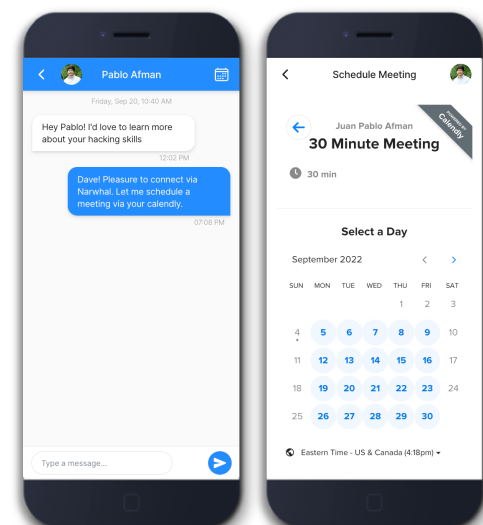 Pablo Afman
Friday, Sep 20, 10:40 AM
Hey Pablo! I'd love to learn more
about your hacking skills
12:02 PM
Dave! Pleasure to connect via
Narwhal. Let me schedule a
meeting via your calendly.
07:08 PM
Type a message...
Schedule Meeting
POWERED BY
Calendly
Juan Pablo Afman
30 Minute Meeting
30 min
Select a Day
September 2022
SUN MON TUE WED THU FRI SAT
1 2 3
4 5 6 7 8 9 10
11 12 13 14 15 16 17
18 19 20 21 22 23 24
25 26 27 28 29 30
Eastern Time - US & Canada (4:18pm)